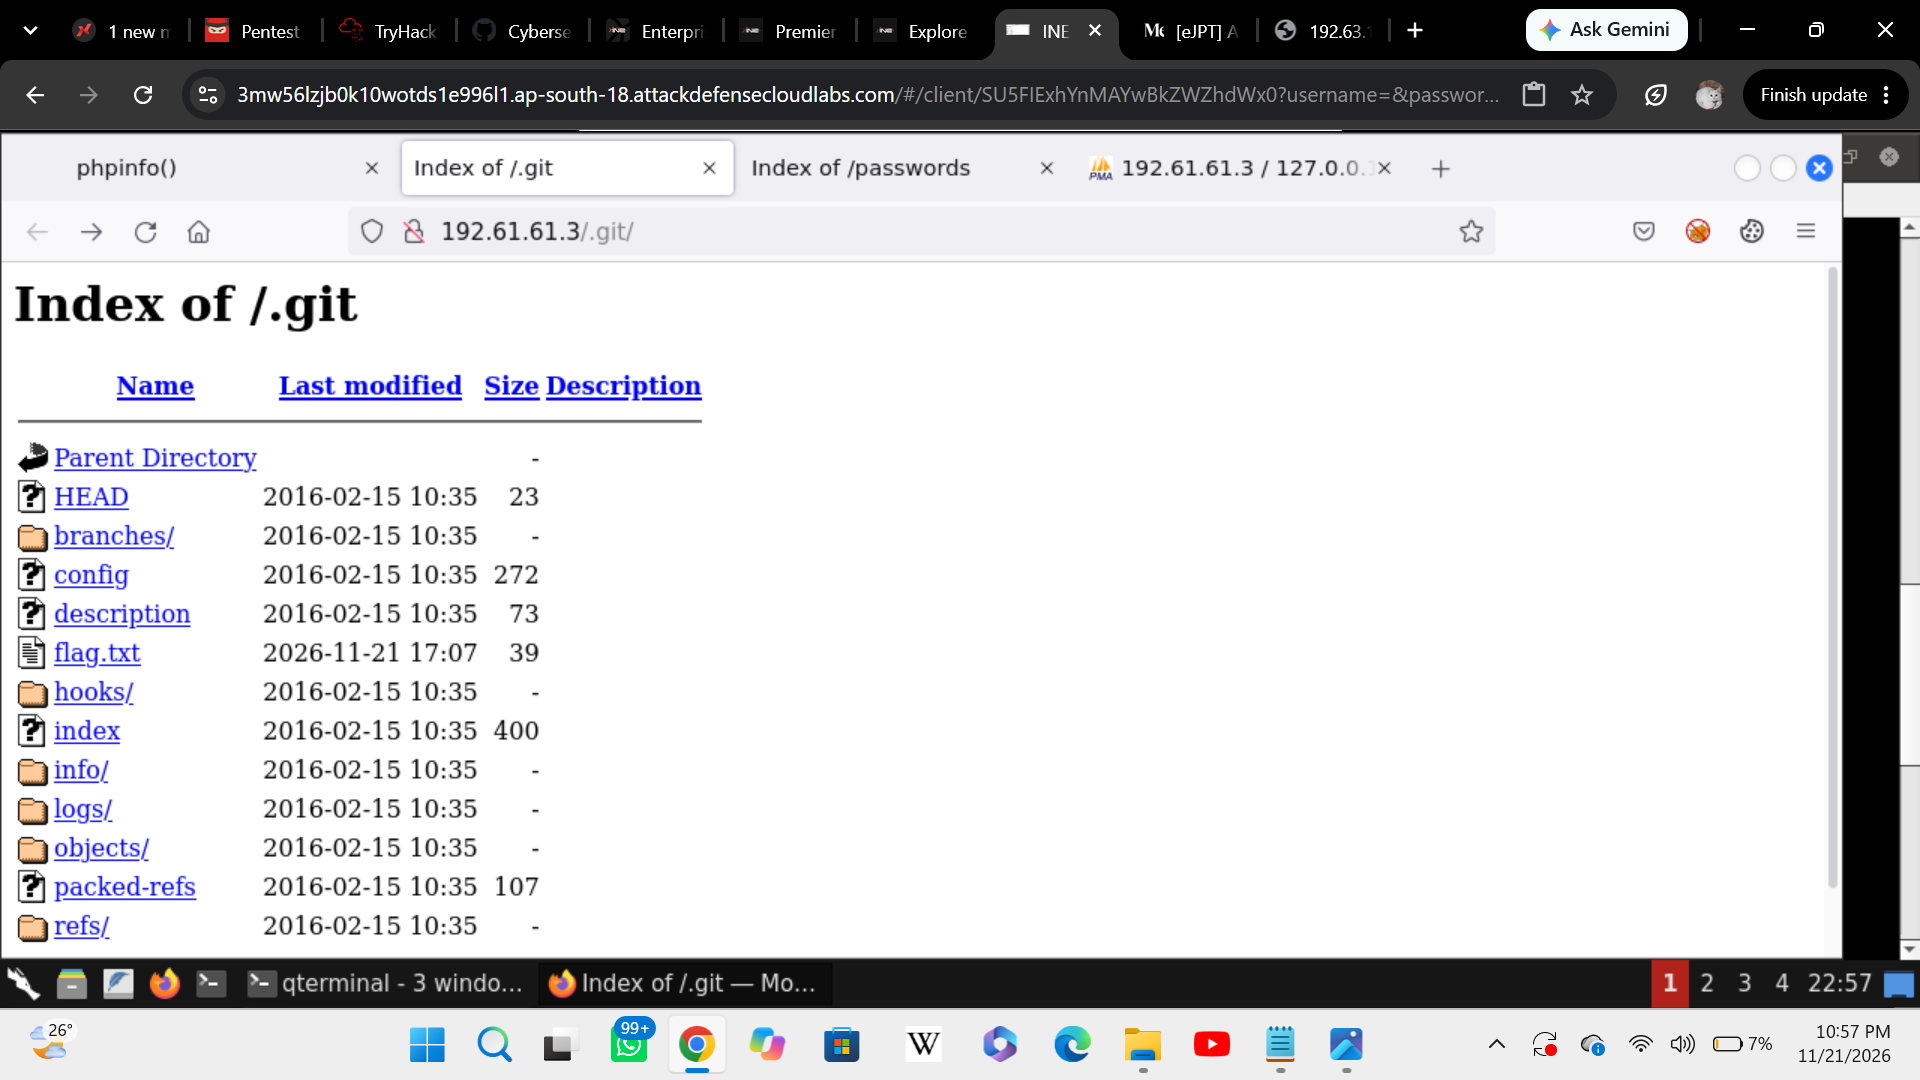 1 new n
Pentest
TryHack
Cyberse
Enterpri
Premier
Explore
INE
[eJPT] A
192.63.1
Ask Gemini
3mw56lzjb0k10wotds1e996l1.ap-south-18.attackdefensecloudlabs.com/#/client/SU5FIExhYnMAYwBkZWZhdWx0?username=&passwor...
Finish update
phpinfo()
Index of /.git
Index of /passwords
PMA
192.61.61.3 / 127.0.0.1
192.61.61.3/.git/
Index of /.git
Name Last modified Size Description
Parent Directory -
HEAD 2016-02-15 10:35 23
branches/ 2016-02-15 10:35 -
config 2016-02-15 10:35 272
description 2016-02-15 10:35 73
flag.txt 2026-11-21 17:07 39
hooks/ 2016-02-15 10:35 -
index 2016-02-15 10:35 400
info/ 2016-02-15 10:35 -
logs/ 2016-02-15 10:35 -
objects/ 2016-02-15 10:35 -
packed-refs 2016-02-15 10:35 107
refs/ 2016-02-15 10:35 -
qterminal - 3 windo...
Index of /.git — Mo...
1 2 3 4 22:57
26°
99+
W
7%
10:57 PM
11/21/2026